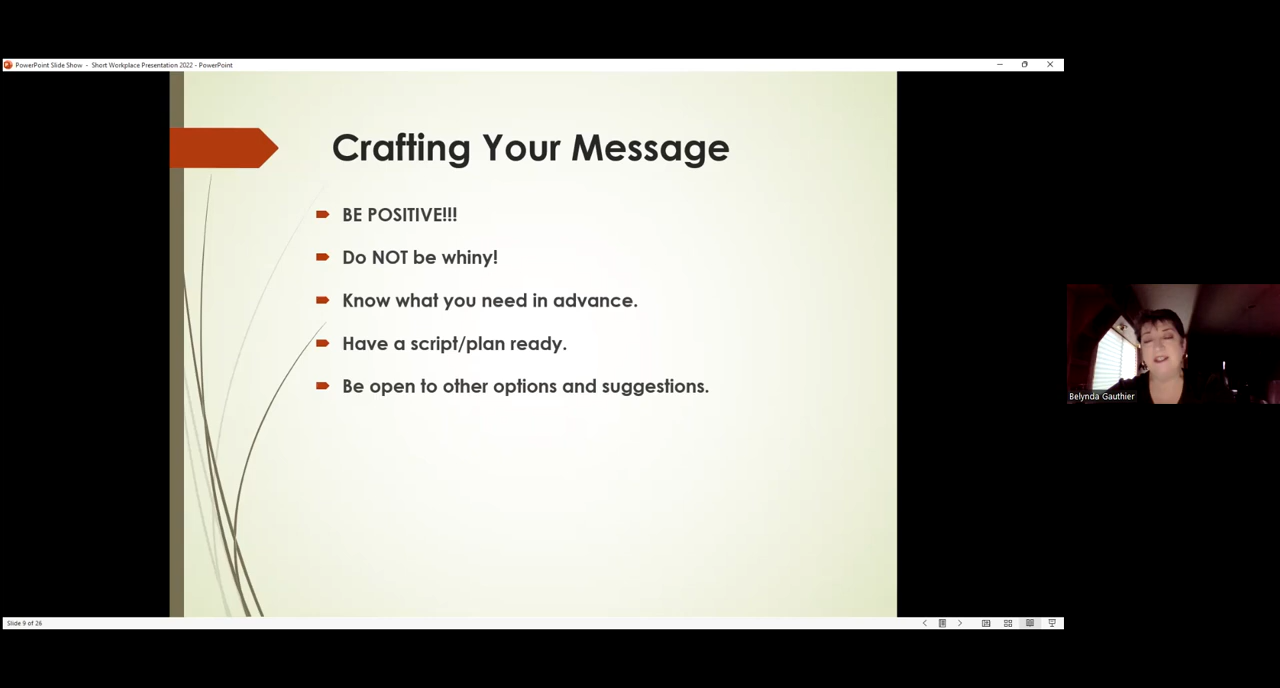 PowerPoint Slide Show - Short Workplace Presentation 2022 - PowerPoint
Crafting Your Message
BE POSITIVE!!!
Do NOT be whiny!
Know what you need in advance.
Have a script/plan ready.
Be open to other options and suggestions.
Belynda Gauthier
Slide 9 of 26